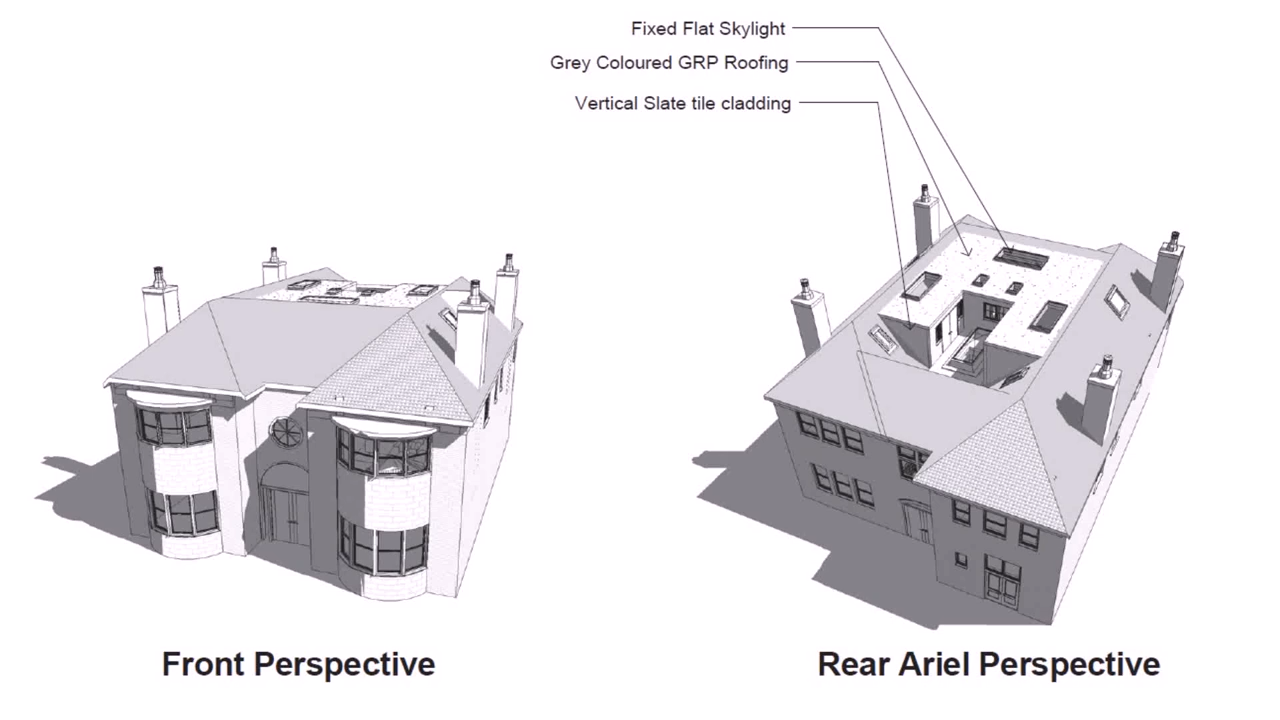 Fixed Flat Skylight
Grey Coloured GRP Roofing
Vertical Slate tile cladding
Front Perspective
Rear Ariel Perspective